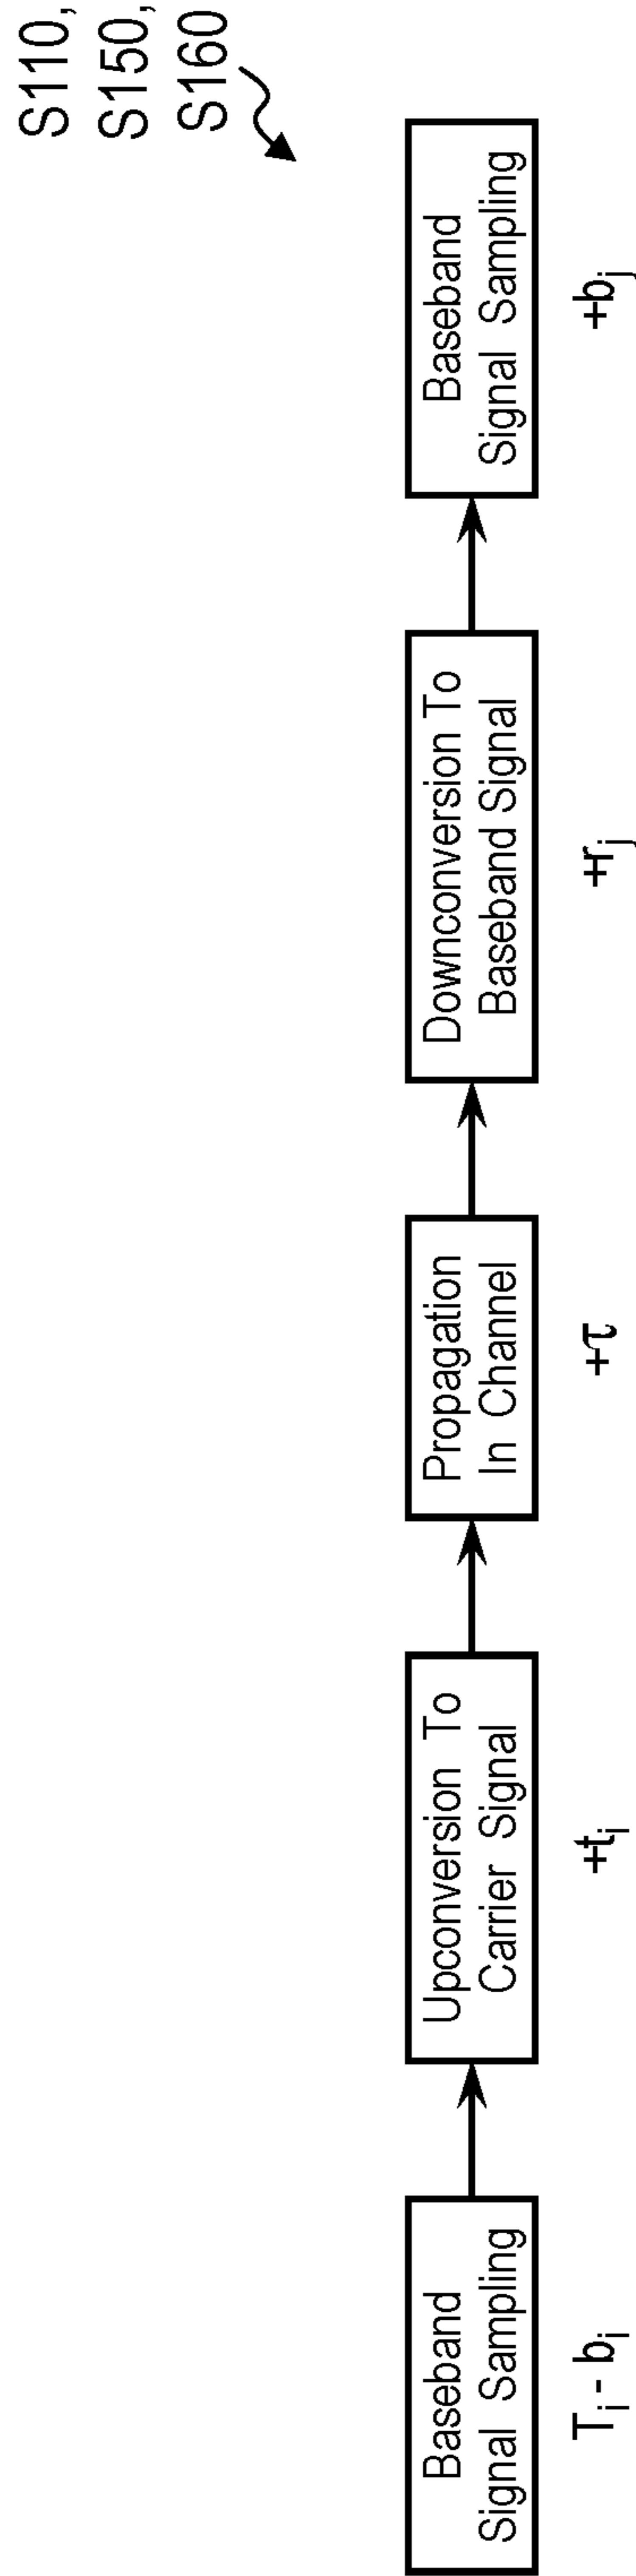 S110,
S150,
S160
Baseband
Signal Sampling
Upconversion To
Carrier Signal
Propagation
In Channel
Downconversion To
Baseband Signal
Baseband
Signal Sampling
Tᵢ - bᵢ
+tᵢ
+τ
+rⱼ
+bⱼ